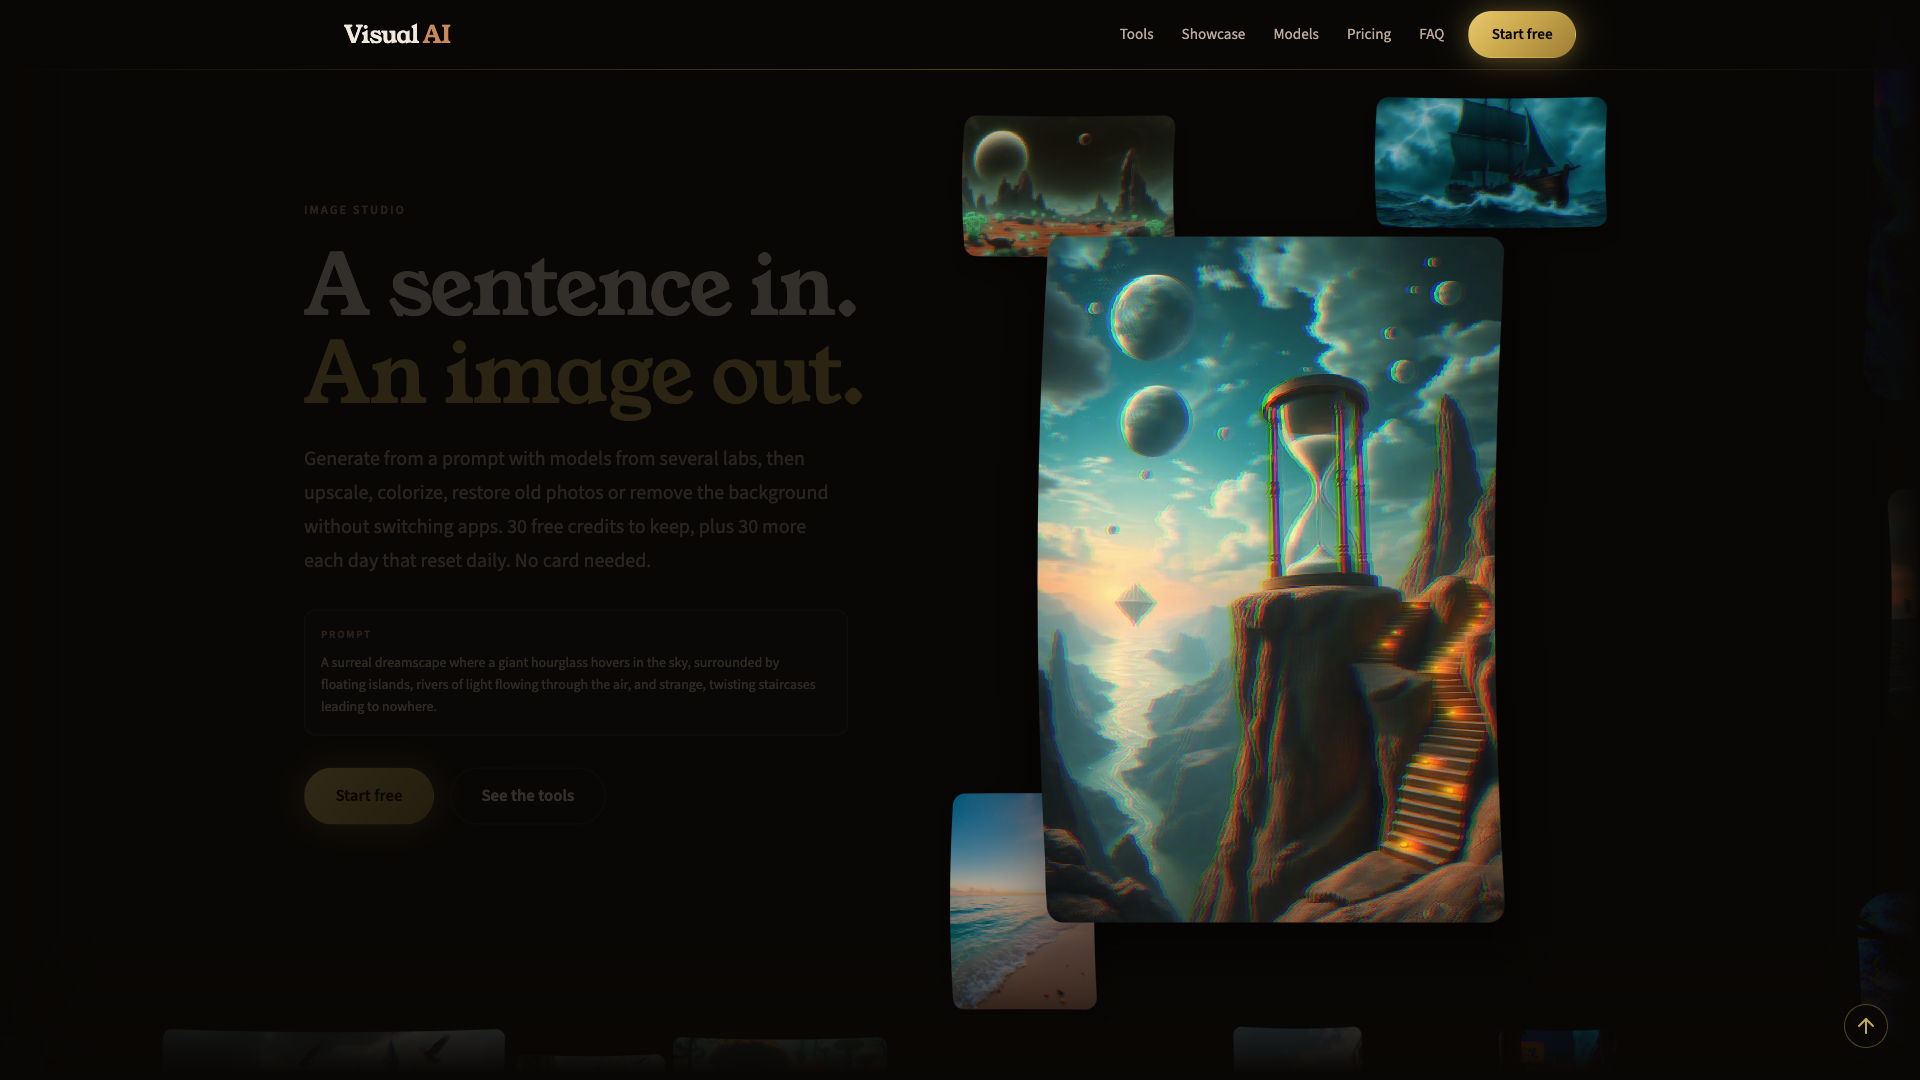 Visual AI
Tools
Showcase
Models
Pricing
FAQ
Start free
IMAGE STUDIO
A sentence in.
An image out.
Generate from a prompt with models from several labs, then
upscale, colorize, restore old photos or remove the background
without switching apps. 30 free credits to keep, plus 30 more
each day that reset daily. No card needed.
PROMPT
A surreal dreamscape where a giant hourglass hovers in the sky, surrounded by
floating islands, rivers of light flowing through the air, and strange, twisting staircases
leading to nowhere.
Start free
See the tools